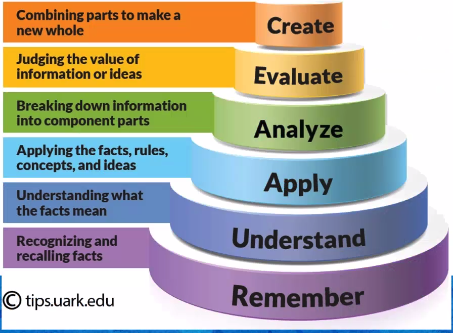 Combining parts to make a
new whole
Create
Judging the value of
information or ideas
Evaluate
Breaking down information
into component parts
Analyze
Applying the facts, rules,
concepts, and ideas
Apply
Understanding what
the facts mean
Understand
Recognizing and
recalling facts
Remember
© tips.uark.edu